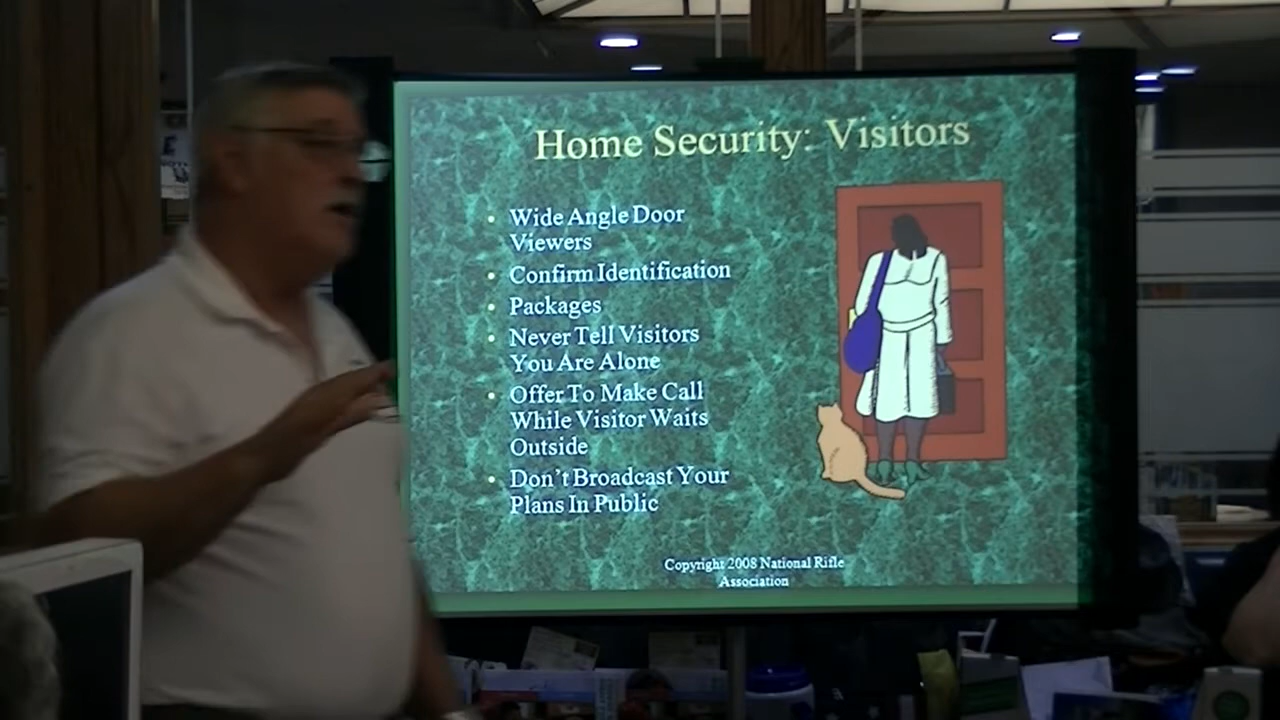 Home Security: Visitors
• Wide Angle Door
Viewers
• Confirm Identification
• Packages
• Never Tell Visitors
You Are Alone
• Offer To Make Call
While Visitor Waits
Outside
• Don't Broadcast Your
Plans In Public
Copyright 2008 National Rifle
Association